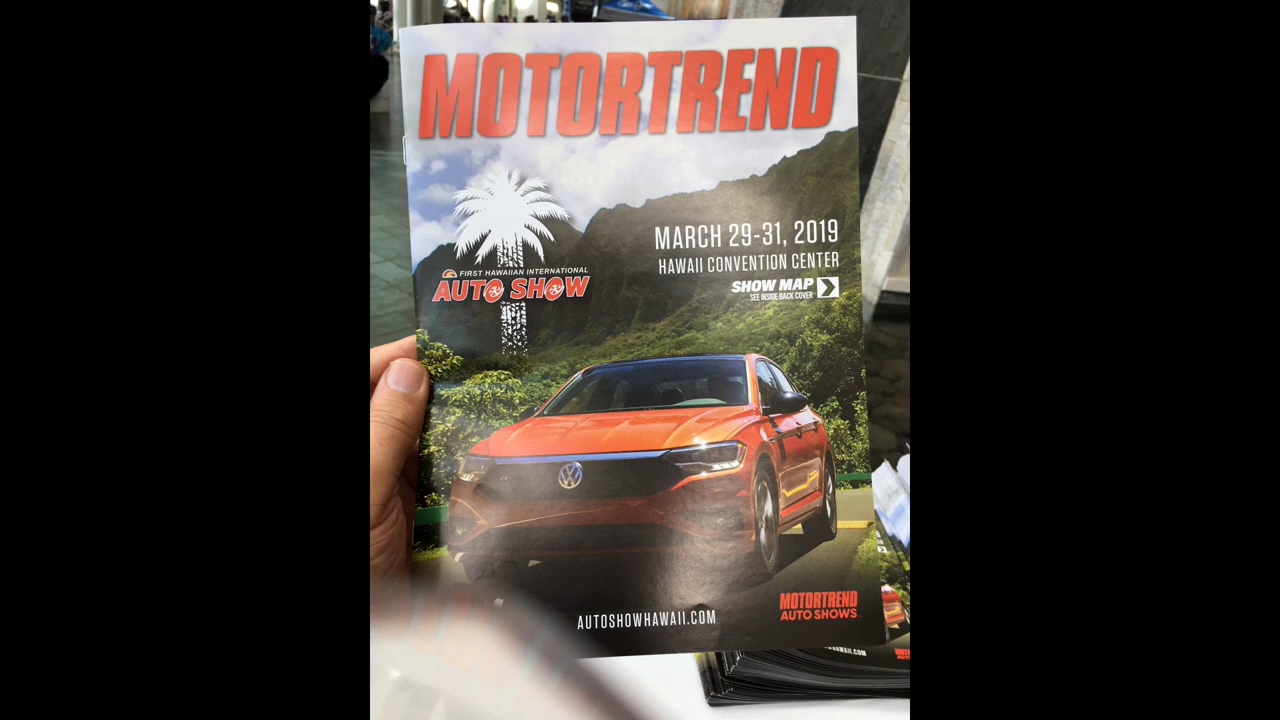 MOTORTREND
MARCH 29-31, 2019
HAWAII CONVENTION CENTER
SHOW MAP
SEE INSIDE BACK COVER
FIRST HAWAIIAN INTERNATIONAL
AUTO SHOW
AUTOSHOWHAWAII.COM
MOTORTREND
AUTO SHOWS